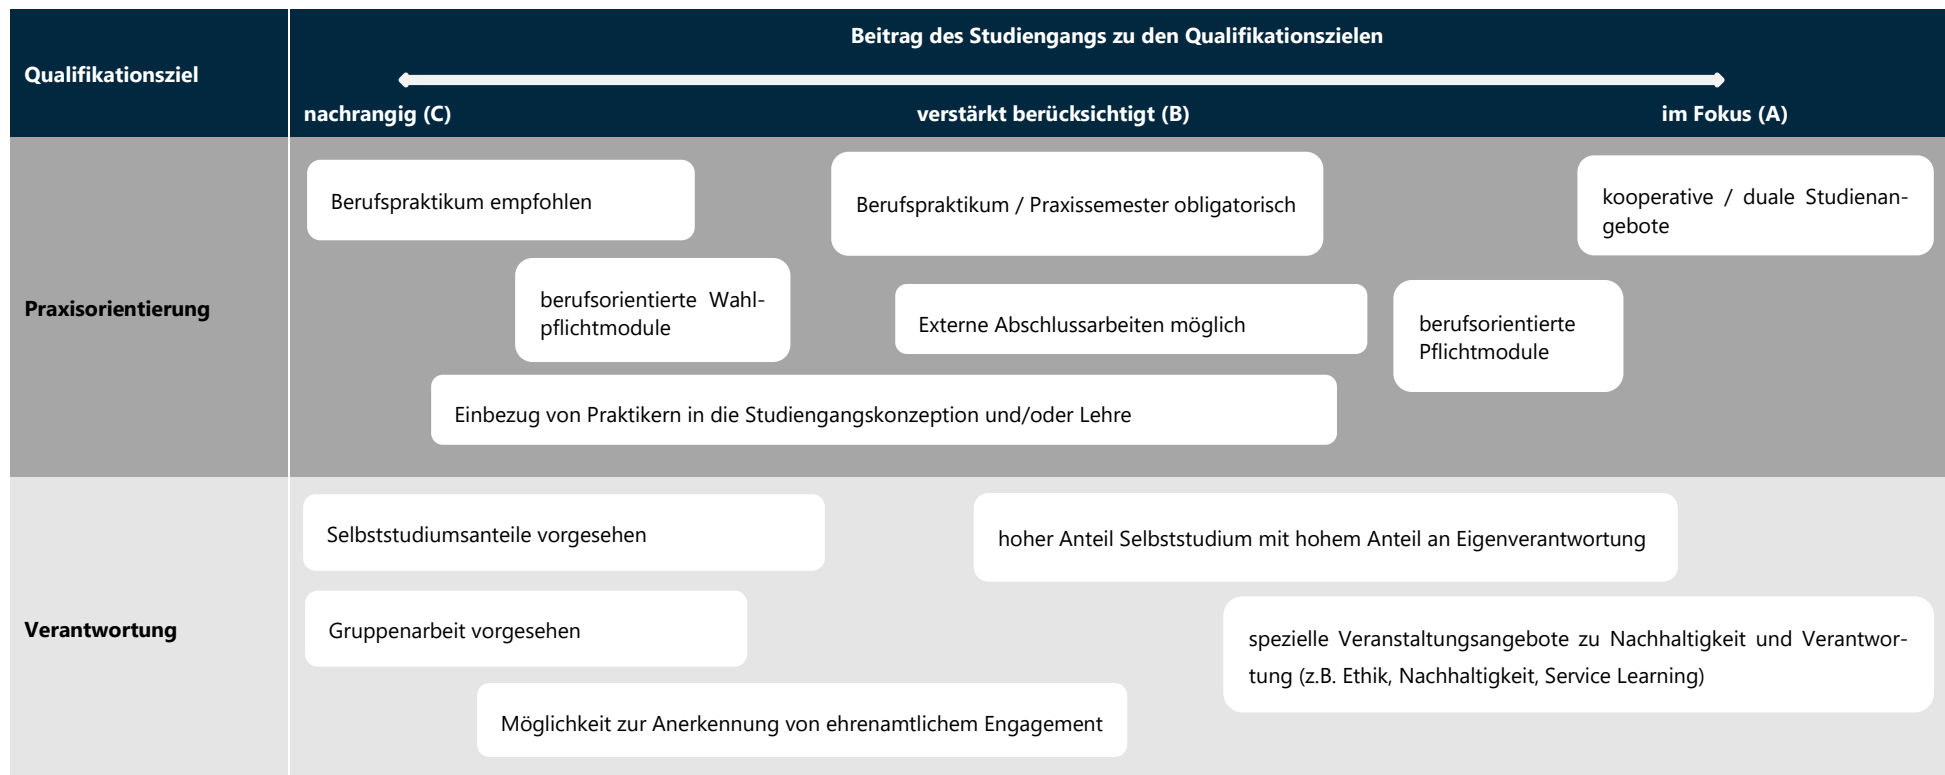 Beitrag des Studiengangs zu den Qualifikationszielen
Qualifikationsziel
nachrangig (C)
verstärkt berücksichtigt (B)
im Fokus (A)
Praxisorientierung
Berufspraktikum empfohlen
Berufspraktikum / Praxissemester obligatorisch
kooperative / duale Studienan-
gebote
berufsorientierte Wahl-
pflichtmodule
Externe Abschlussarbeiten möglich
berufsorientierte
Pflichtmodule
Einbezug von Praktikern in die Studiengangskonzeption und/oder Lehre
Verantwortung
Selbststudiumsanteile vorgesehen
hoher Anteil Selbststudium mit hohem Anteil an Eigenverantwortung
Gruppenarbeit vorgesehen
spezielle Veranstaltungsangebote zu Nachhaltigkeit und Verantwor-
tung (z.B. Ethik, Nachhaltigkeit, Service Learning)
Möglichkeit zur Anerkennung von ehrenamtlichem Engagement